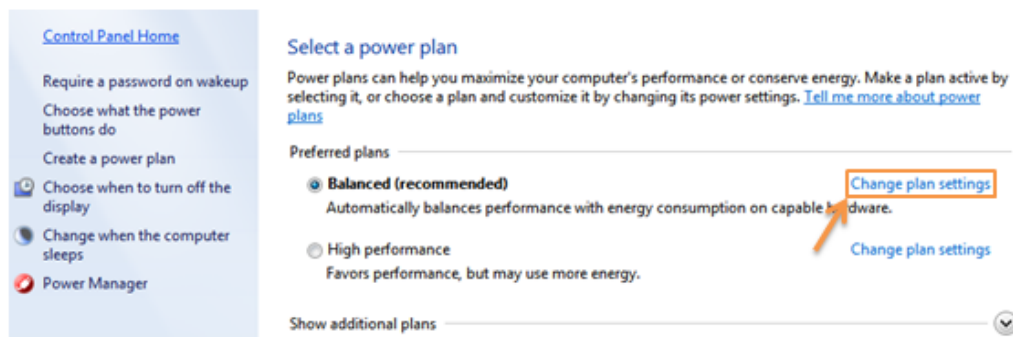 Control Panel Home
Require a password on wakeup
Choose what the power
buttons do
Create a power plan
Choose when to turn off the
display
Change when the computer
sleeps
Power Manager
Select a power plan
Power plans can help you maximize your computer's performance or conserve energy. Make a plan active by
selecting it, or choose a plan and customize it by changing its power settings. Tell me more about power
plans
Preferred plans
Balanced (recommended) Change plan settings
Automatically balances performance with energy consumption on capable hardware.
High performance Change plan settings
Favors performance, but may use more energy.
Show additional plans